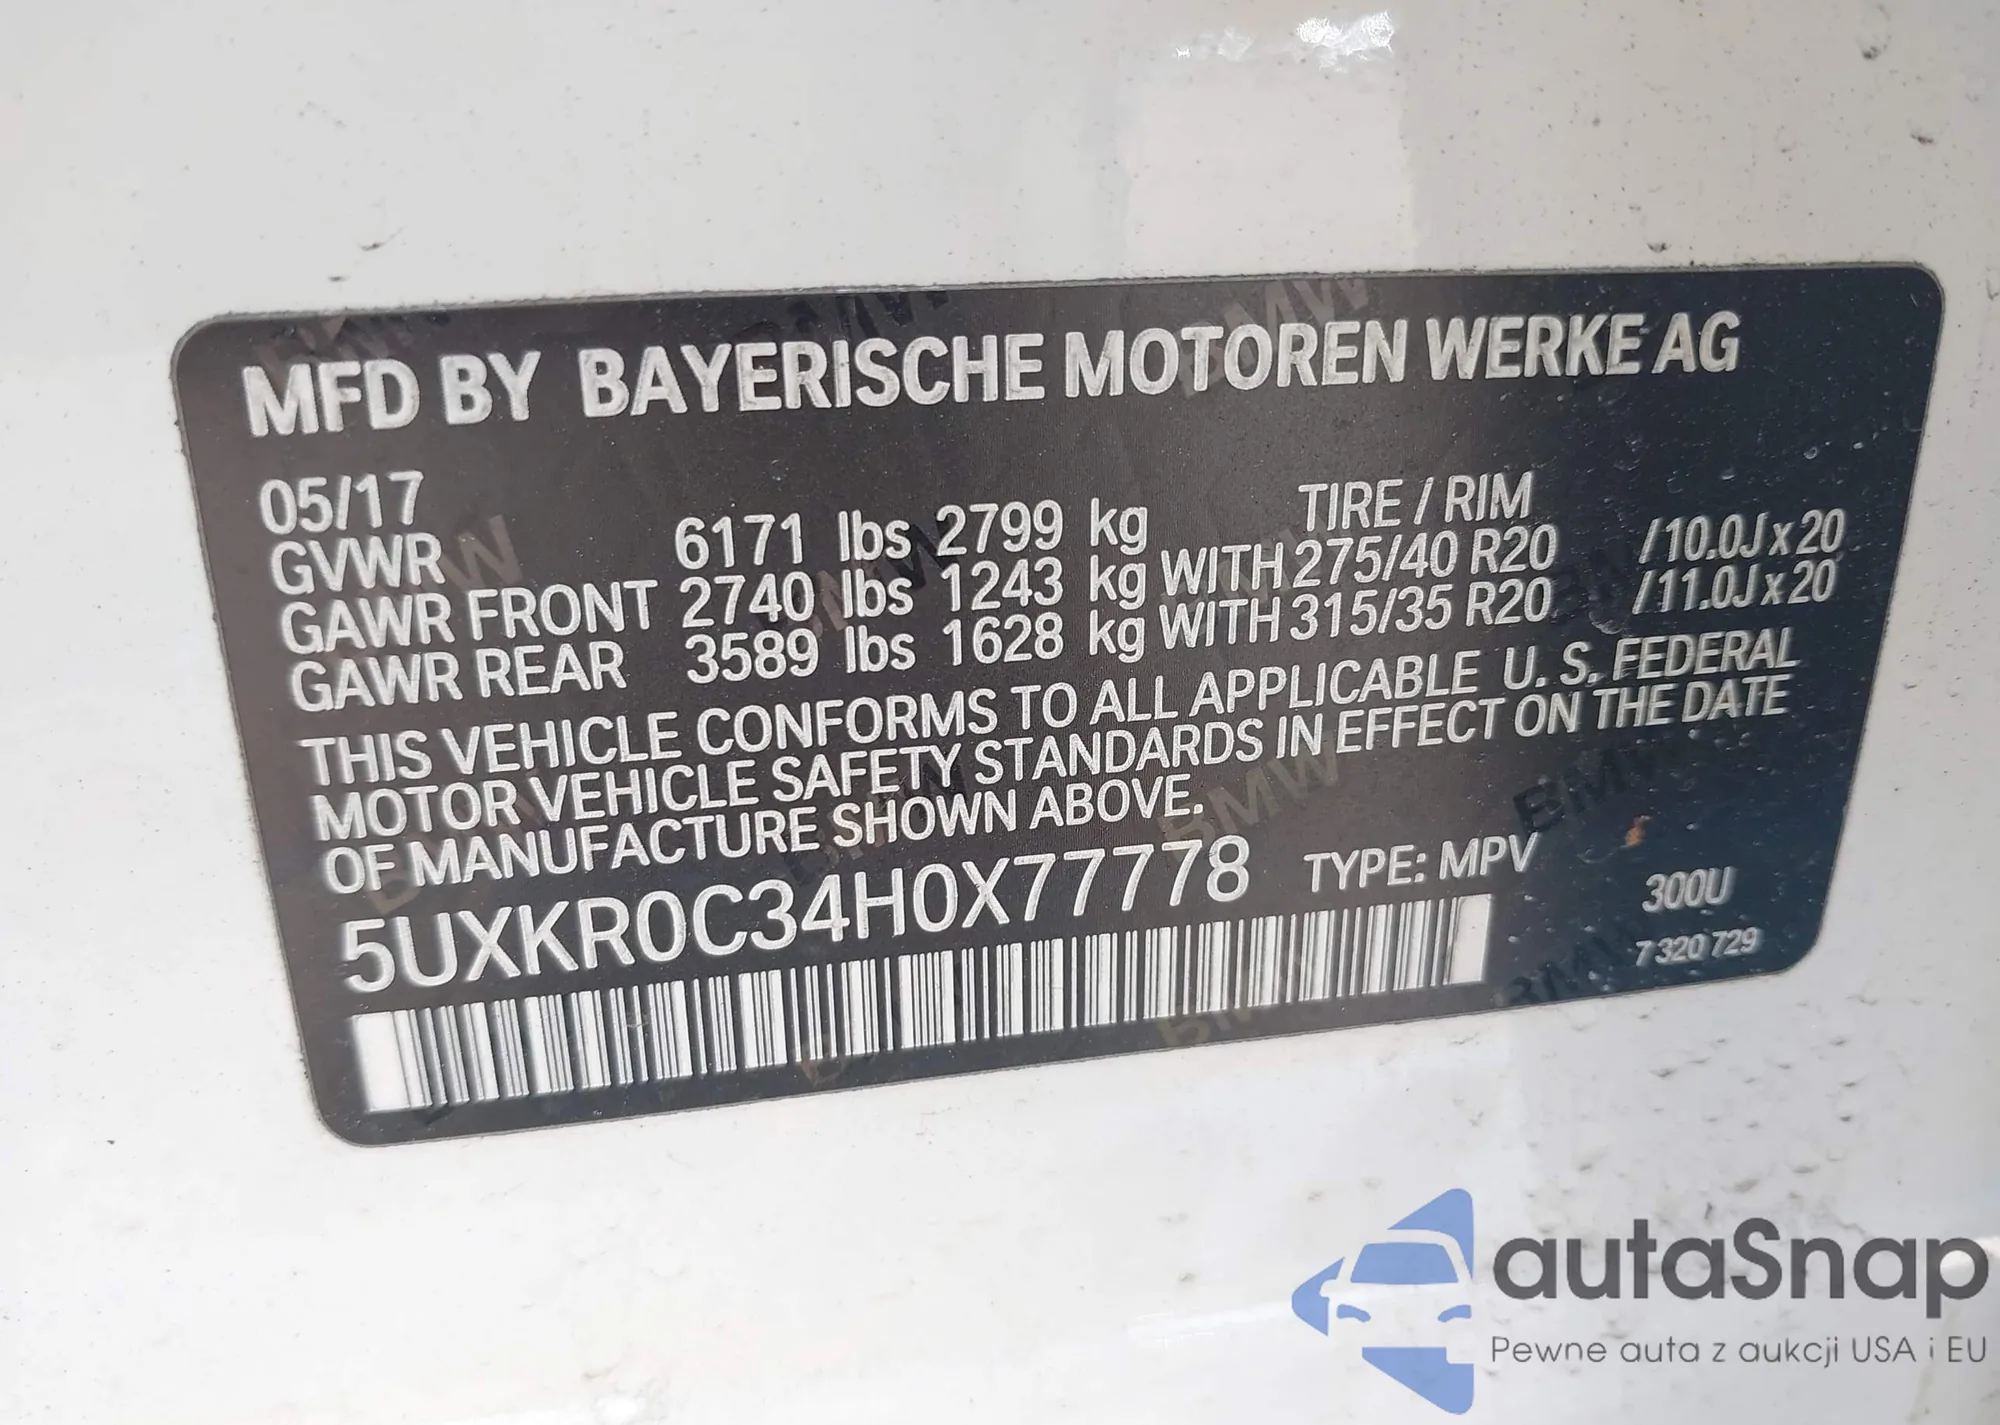 MFD BY BAYERISCHE MOTOREN WERKE AG
05/17 TIRE / RIM
GVWR 6171 lbs 2799 kg
GAWR FRONT 2740 lbs 1243 kg WITH 275/40 R20 /10.0J x 20
GAWR REAR 3589 lbs 1628 kg WITH 315/35 R20 /11.0J x 20
THIS VEHICLE CONFORMS TO ALL APPLICABLE U. S. FEDERAL
MOTOR VEHICLE SAFETY STANDARDS IN EFFECT ON THE DATE
OF MANUFACTURE SHOWN ABOVE.
5UXKR0C34H0X77778 TYPE: MPV 300U
7 320 729
autaSnap
Pewne auta z aukcji USA i EU